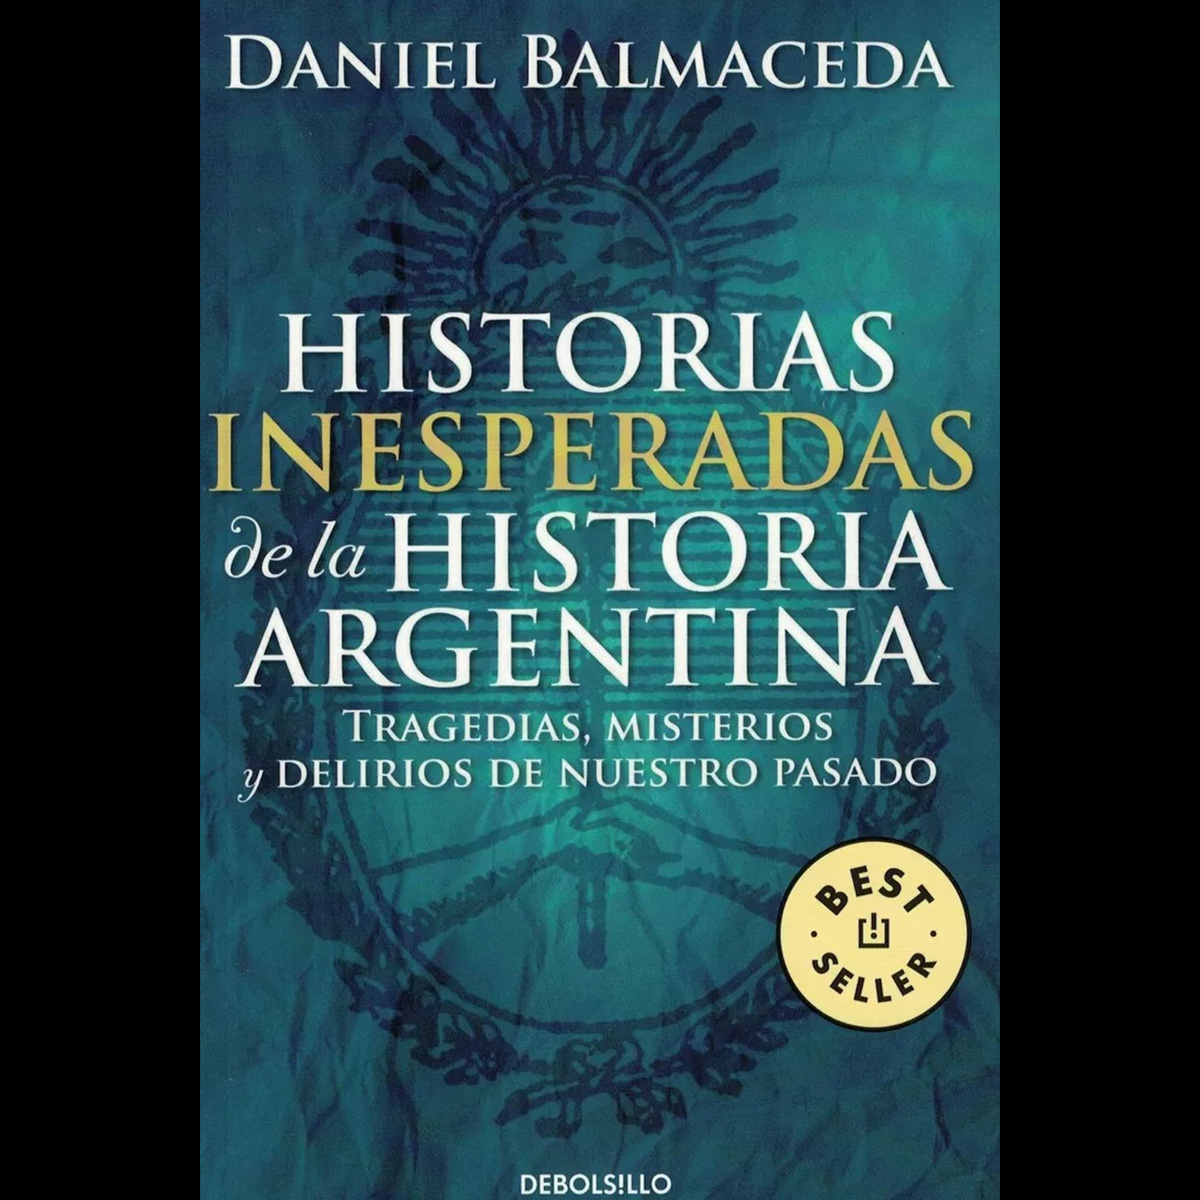 DANIEL BALMACEDA
HISTORIAS
INESPERADAS
de la HISTORIA
ARGENTINA
TRAGEDIAS, MISTERIOS
y DELIRIOS DE NUESTRO PASADO
BEST
SELLER
DEBOLS!LLO